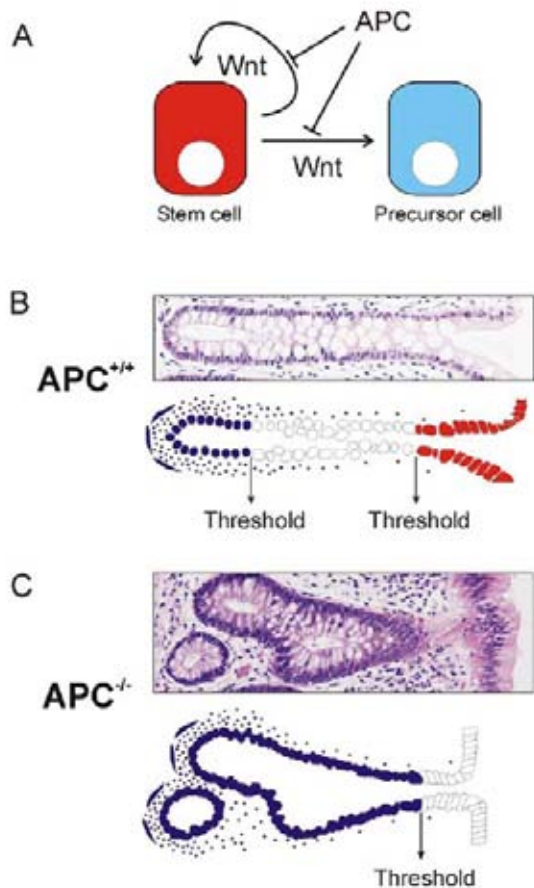 A
APC
Wnt
Wnt
Stem cell
Precursor cell
B
APC+/+
Threshold
Threshold
C
APC-/-
Threshold